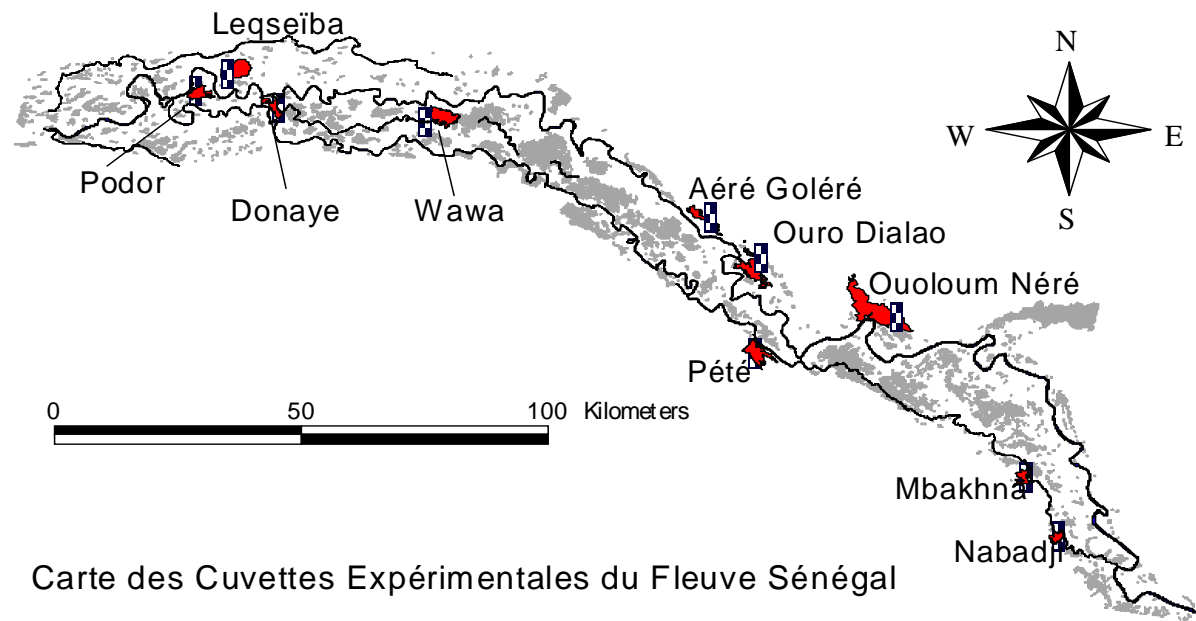 Leqseïba
N
W
E
S
Podor
Donaye
Wawa
Aéré Goléré
Ouro Dialao
Ouoloum Néré
Pété
0 50 100 Kilometers
Mbakhna
Nabadji
Carte des Cuvettes Expérimentales du Fleuve Sénégal